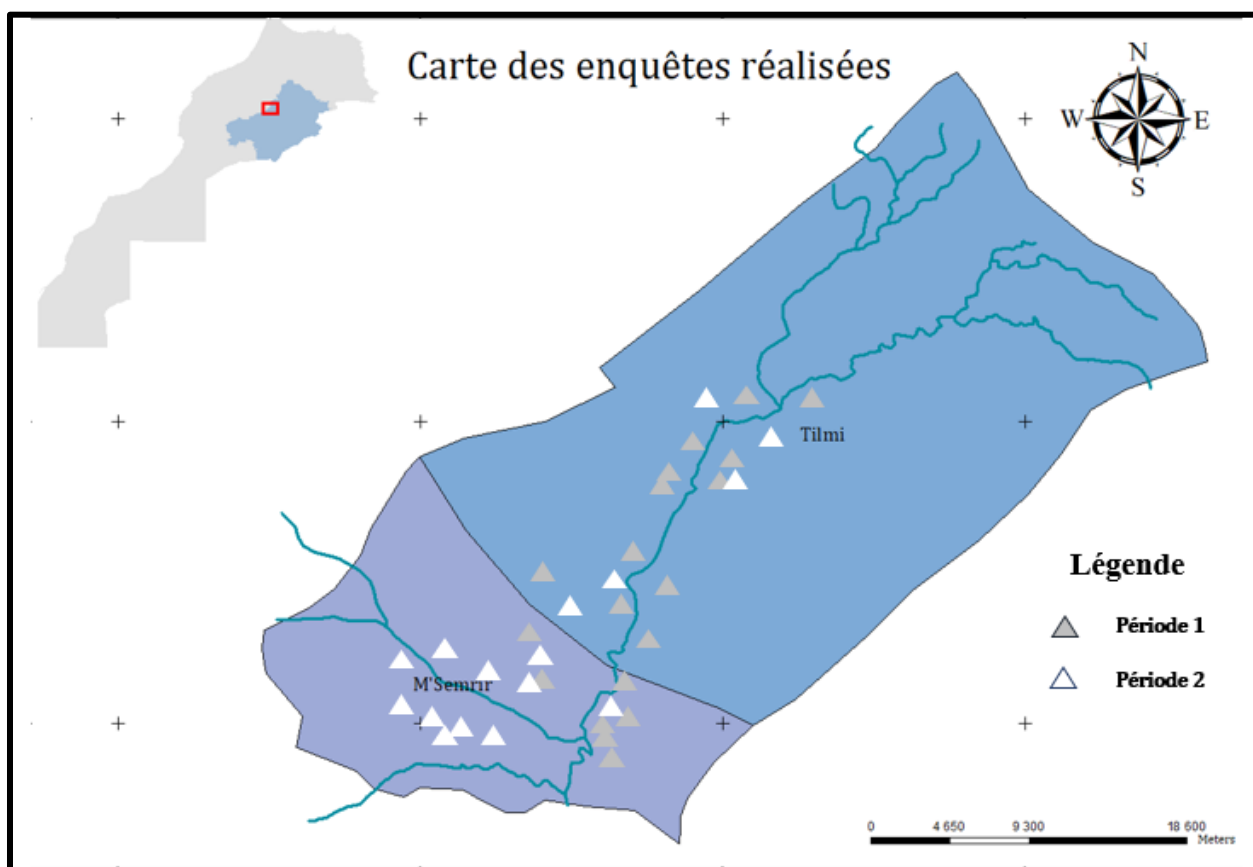 Carte des enquêtes réalisées
N
W
E
S
Tilmi
M'Semrir
Légende
Période 1
Période 2
0 4 650 9 300 18 600
Meters